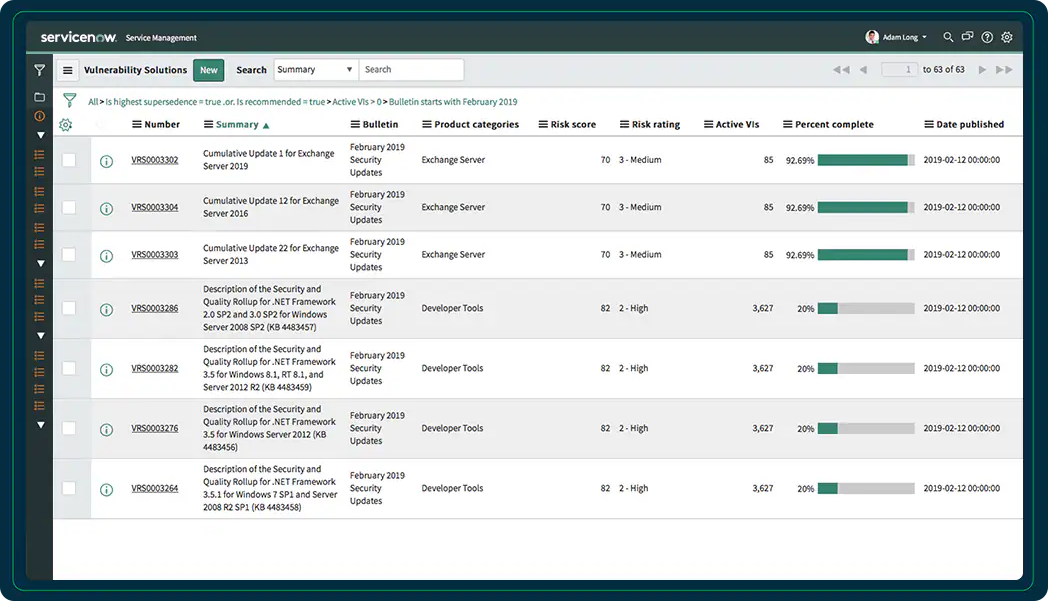 servicenow. Service Management Adam Long
Vulnerability Solutions New Search Summary Search 1 to 63 of 63
All > Is highest supersedence = true .or. Is recommended = true > Active VIs > 0 > Bulletin starts with February 2019
Number Summary Bulletin Product categories Risk score Risk rating Active VIs Percent complete Date published
VRS0003302
Cumulative Update 1 for Exchange
Server 2019
February 2019
Security
Updates
Exchange Server 70 3 - Medium 85 92.69% 2019-02-12 00:00:00
VRS0003304
Cumulative Update 12 for Exchange
Server 2016
February 2019
Security
Updates
Exchange Server 70 3 - Medium 85 92.69% 2019-02-12 00:00:00
VRS0003303
Cumulative Update 22 for Exchange
Server 2013
February 2019
Security
Updates
Exchange Server 70 3 - Medium 85 92.69% 2019-02-12 00:00:00
VRS0003286
Description of the Security and
Quality Rollup for .NET Framework
2.0 SP2 and 3.0 SP2 for Windows
Server 2008 SP2 (KB 4483457)
February 2019
Security
Updates
Developer Tools 82 2 - High 3,627 20% 2019-02-12 00:00:00
VRS0003282
Description of the Security and
Quality Rollup for .NET Framework
3.5 for Windows 8.1, RT 8.1, and
Server 2012 R2 (KB 4483459)
February 2019
Security
Updates
Developer Tools 82 2 - High 3,627 20% 2019-02-12 00:00:00
VRS0003276
Description of the Security and
Quality Rollup for .NET Framework
3.5 for Windows Server 2012 (KB
4483456)
February 2019
Security
Updates
Developer Tools 82 2 - High 3,627 20% 2019-02-12 00:00:00
VRS0003264
Description of the Security and
Quality Rollup for .NET Framework
3.5.1 for Windows 7 SP1 and Server
2008 R2 SP1 (KB 4483458)
February 2019
Security
Updates
Developer Tools 82 2 - High 3,627 20% 2019-02-12 00:00:00